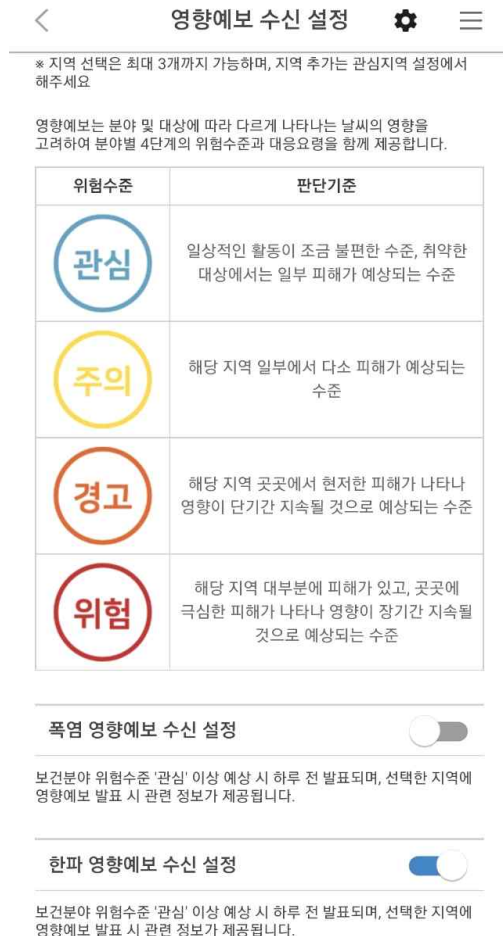 영향예보 수신 설정
※ 지역 선택은 최대 3개까지 가능하며, 지역 추가는 관심지역 설정에서
해주세요
영향예보는 분야 및 대상에 따라 다르게 나타나는 날씨의 영향을
고려하여 분야별 4단계의 위험수준과 대응요령을 함께 제공합니다.
위험수준 판단기준
관심
일상적인 활동이 조금 불편한 수준, 취약한
대상에서는 일부 피해가 예상되는 수준
주의
해당 지역 일부에서 다소 피해가 예상되는
수준
경고
해당 지역 곳곳에서 현저한 피해가 나타나
영향이 단기간 지속될 것으로 예상되는 수준
위험
해당 지역 대부분에 피해가 있고, 곳곳에
극심한 피해가 나타나 영향이 장기간 지속될
것으로 예상되는 수준
폭염 영향예보 수신 설정
보건분야 위험수준 '관심' 이상 예상 시 하루 전 발표되며, 선택한 지역에
영향예보 발표 시 관련 정보가 제공됩니다.
한파 영향예보 수신 설정
보건분야 위험수준 '관심' 이상 예상 시 하루 전 발표되며, 선택한 지역에
영향예보 발표 시 관련 정보가 제공됩니다.